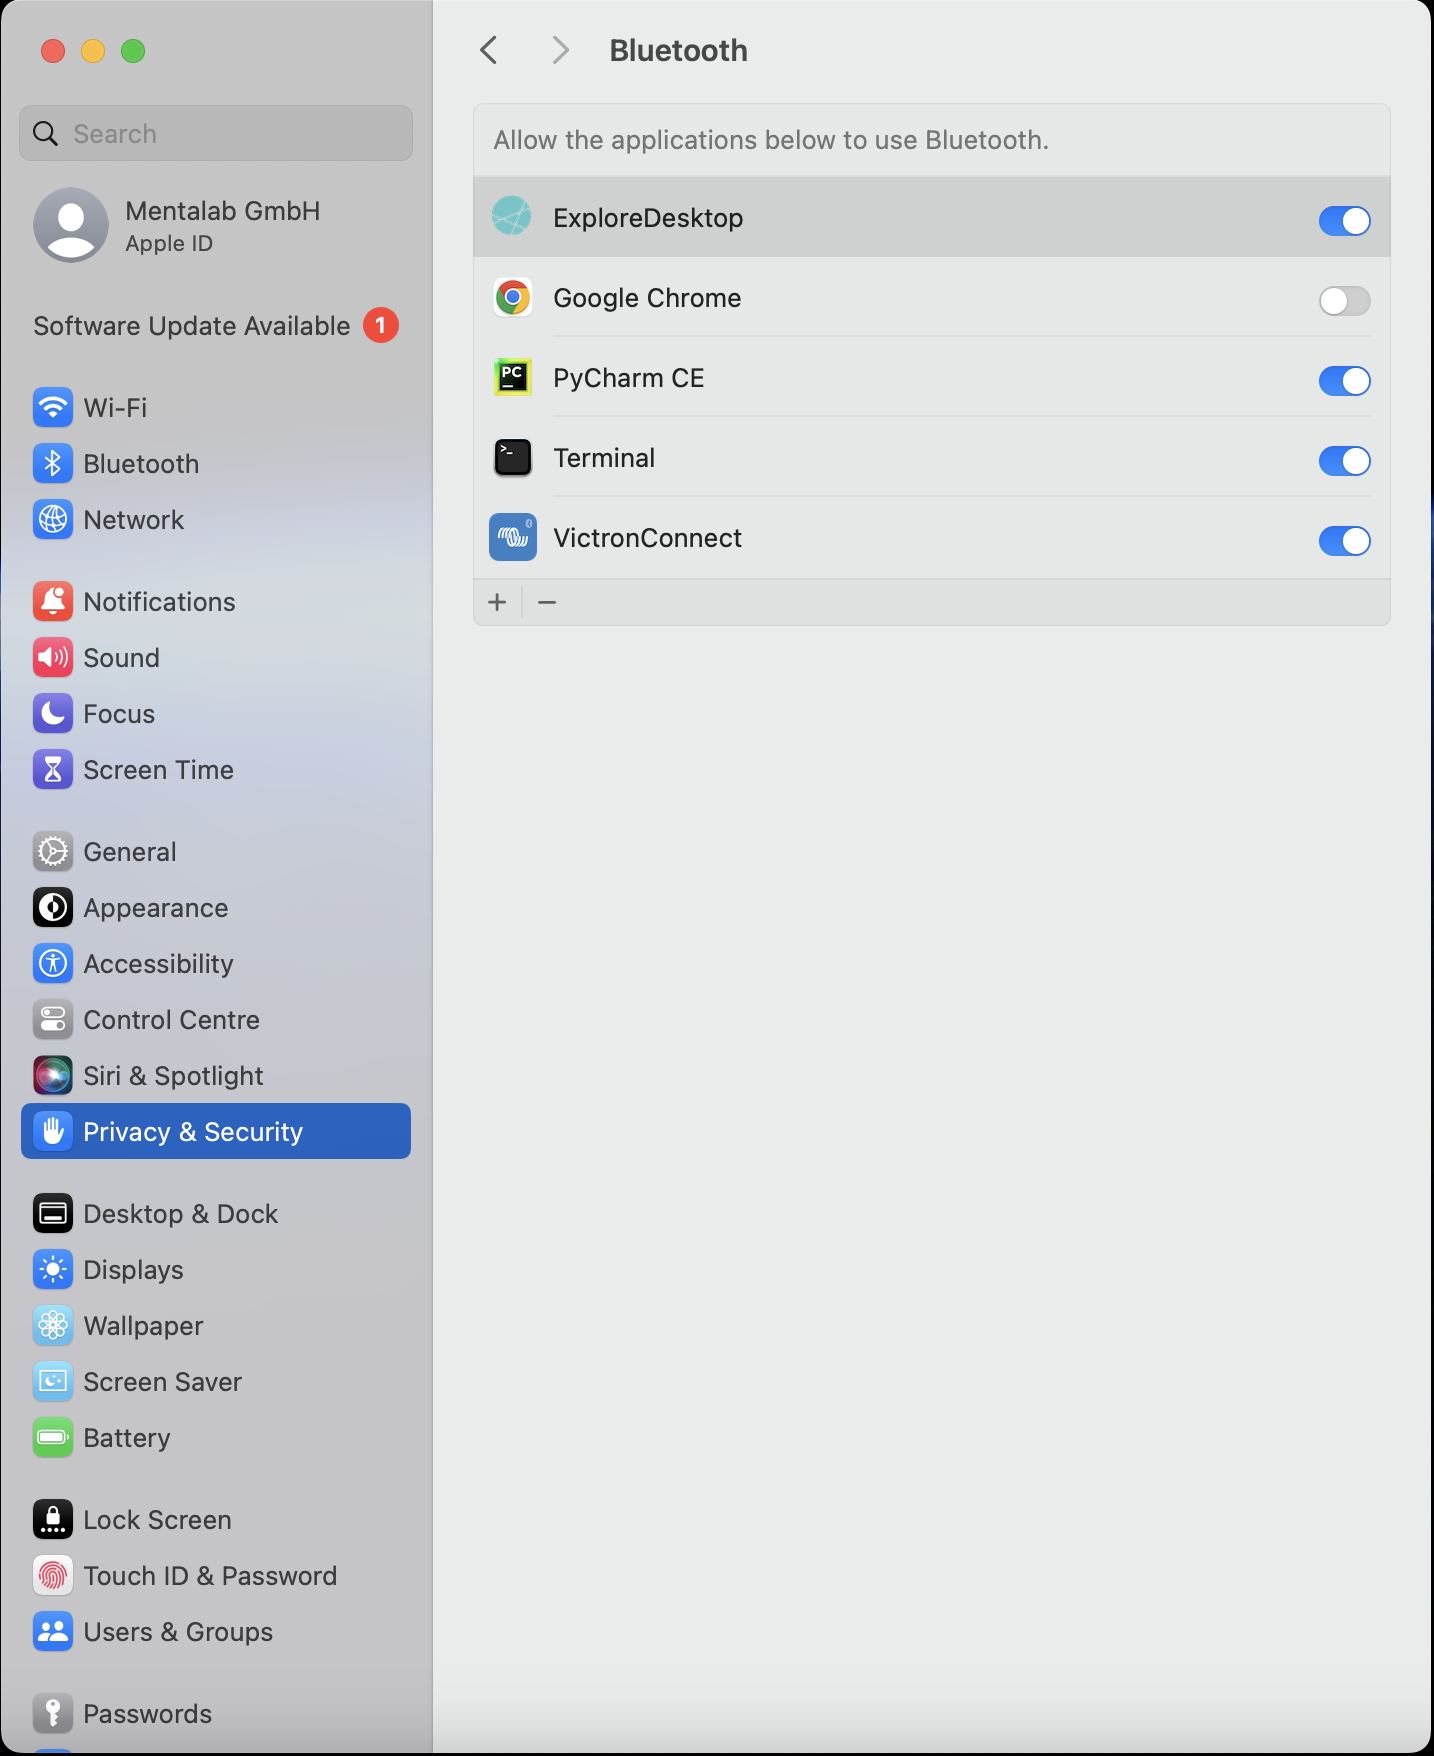 Search
Mentalab GmbH
Apple ID
Software Update Available 1
Wi-Fi
Bluetooth
Network
Notifications
Sound
Focus
Screen Time
General
Appearance
Accessibility
Control Centre
Siri & Spotlight
Privacy & Security
Desktop & Dock
Displays
Wallpaper
Screen Saver
Battery
Lock Screen
Touch ID & Password
Users & Groups
Passwords
Bluetooth
Allow the applications below to use Bluetooth.
ExploreDesktop
Google Chrome
PC
PyCharm CE
Terminal
VictronConnect